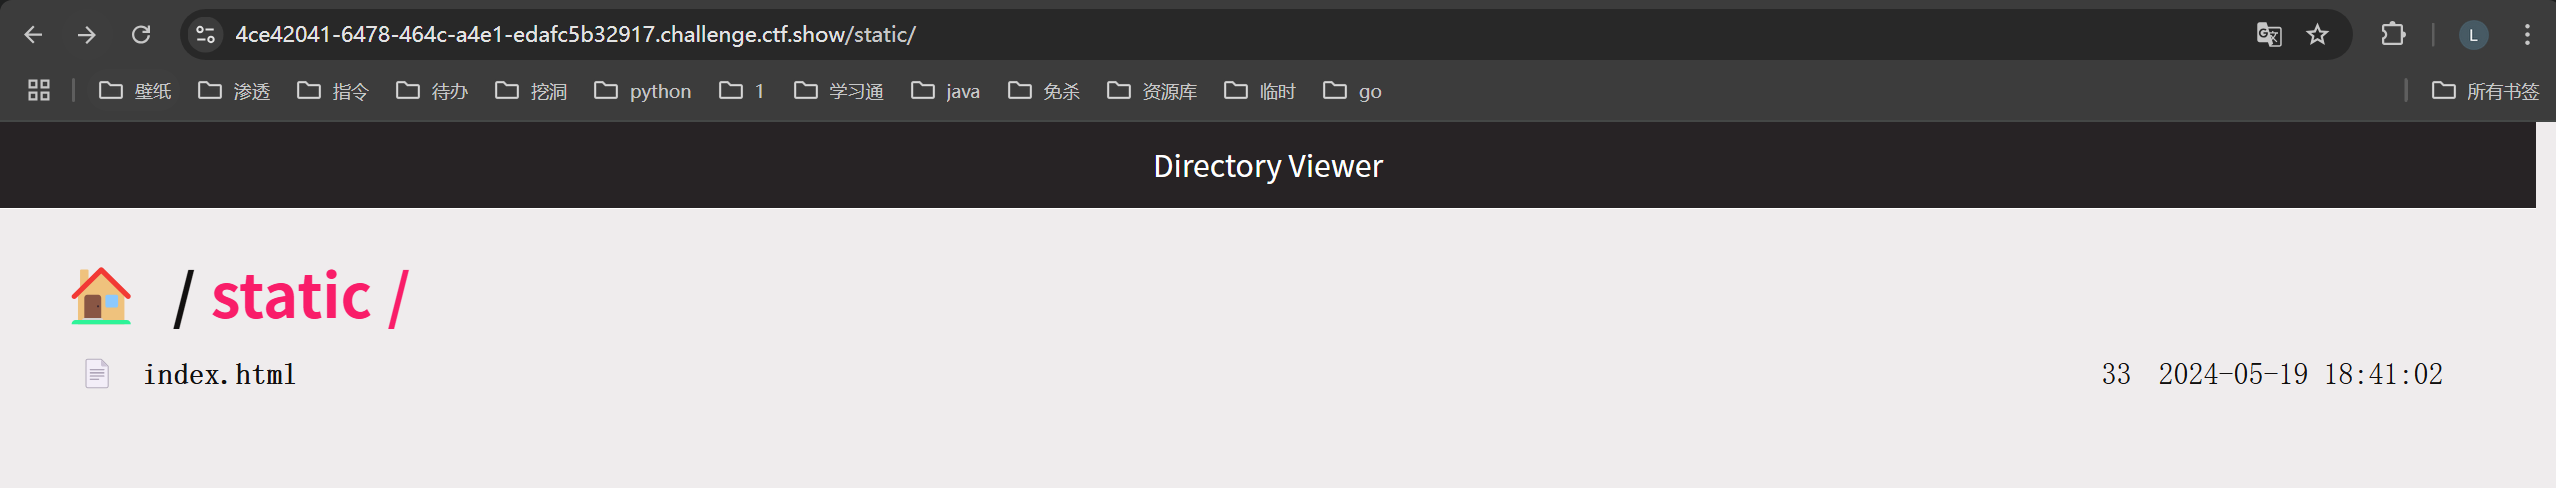 4ce42041-6478-464c-a4e1-edafc5b32917.challenge.ctf.show/static/
L
壁纸 渗透 指令 待办 挖洞 python 1 学习通 java 免杀 资源库 临时 go 所有书签
Directory Viewer
/ static /
index.html 33 2024-05-19 18:41:02